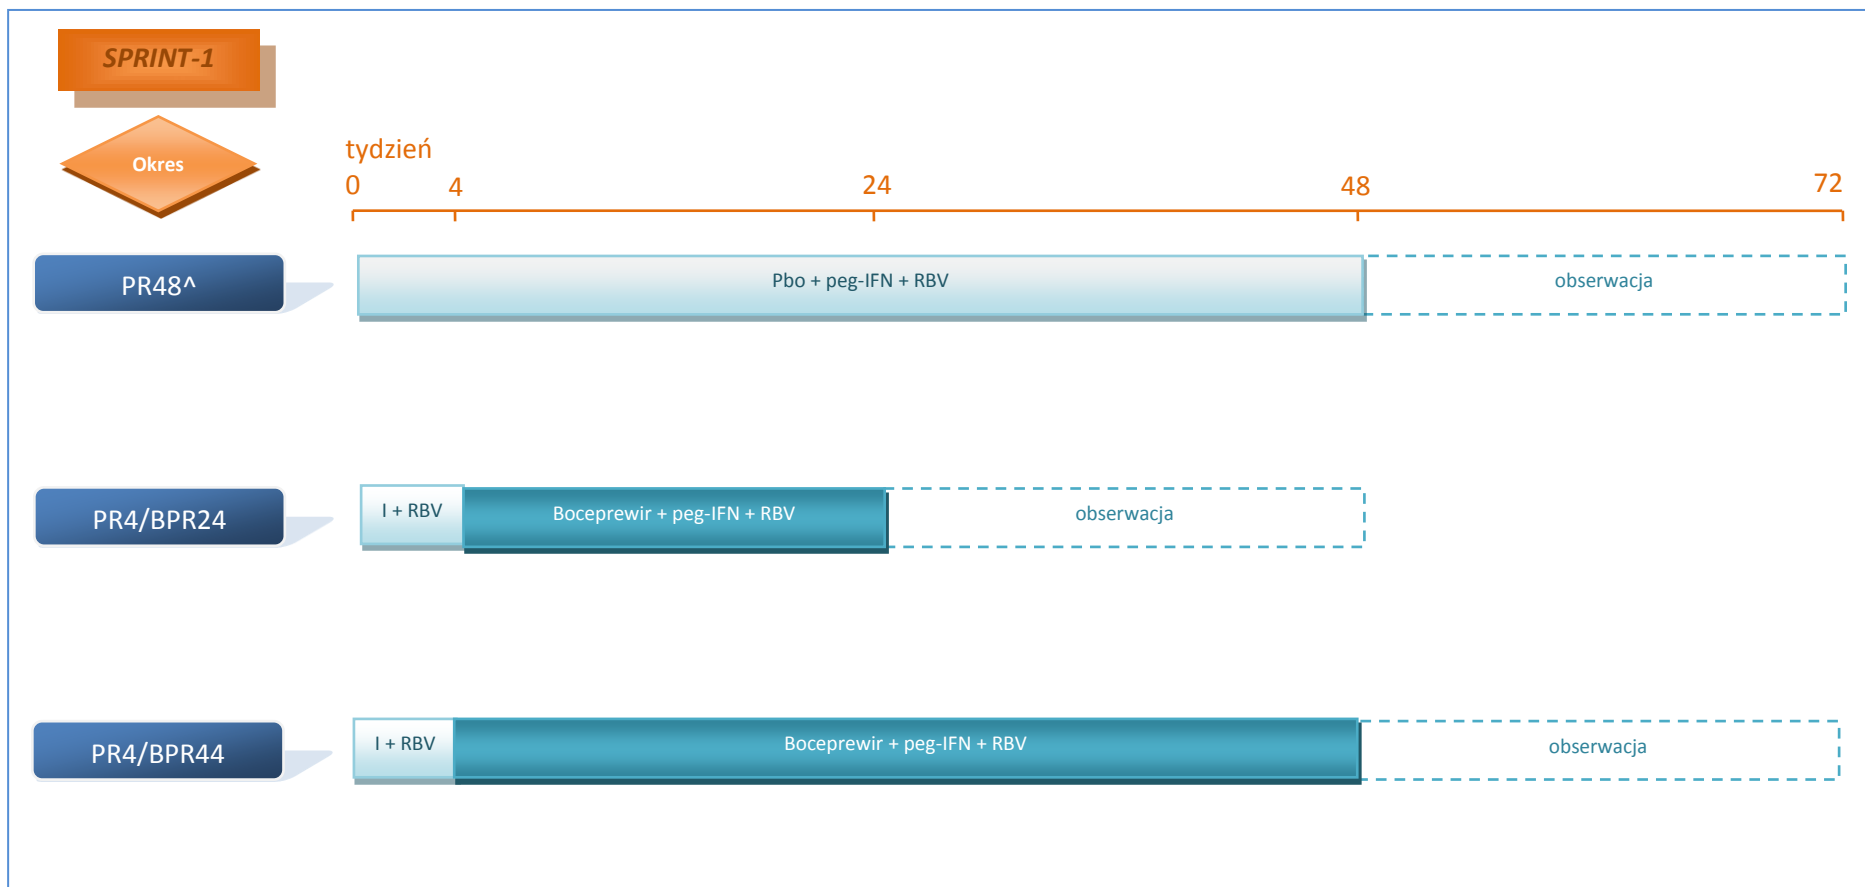 SPRINT-1
Okres
tydzień
0 4 24 48 72
PR48^
Pbo + peg-IFN + RBV
obserwacja
PR4/BPR24
I + RBV
Boceprewir + peg-IFN + RBV
obserwacja
PR4/BPR44
I + RBV
Boceprewir + peg-IFN + RBV
obserwacja